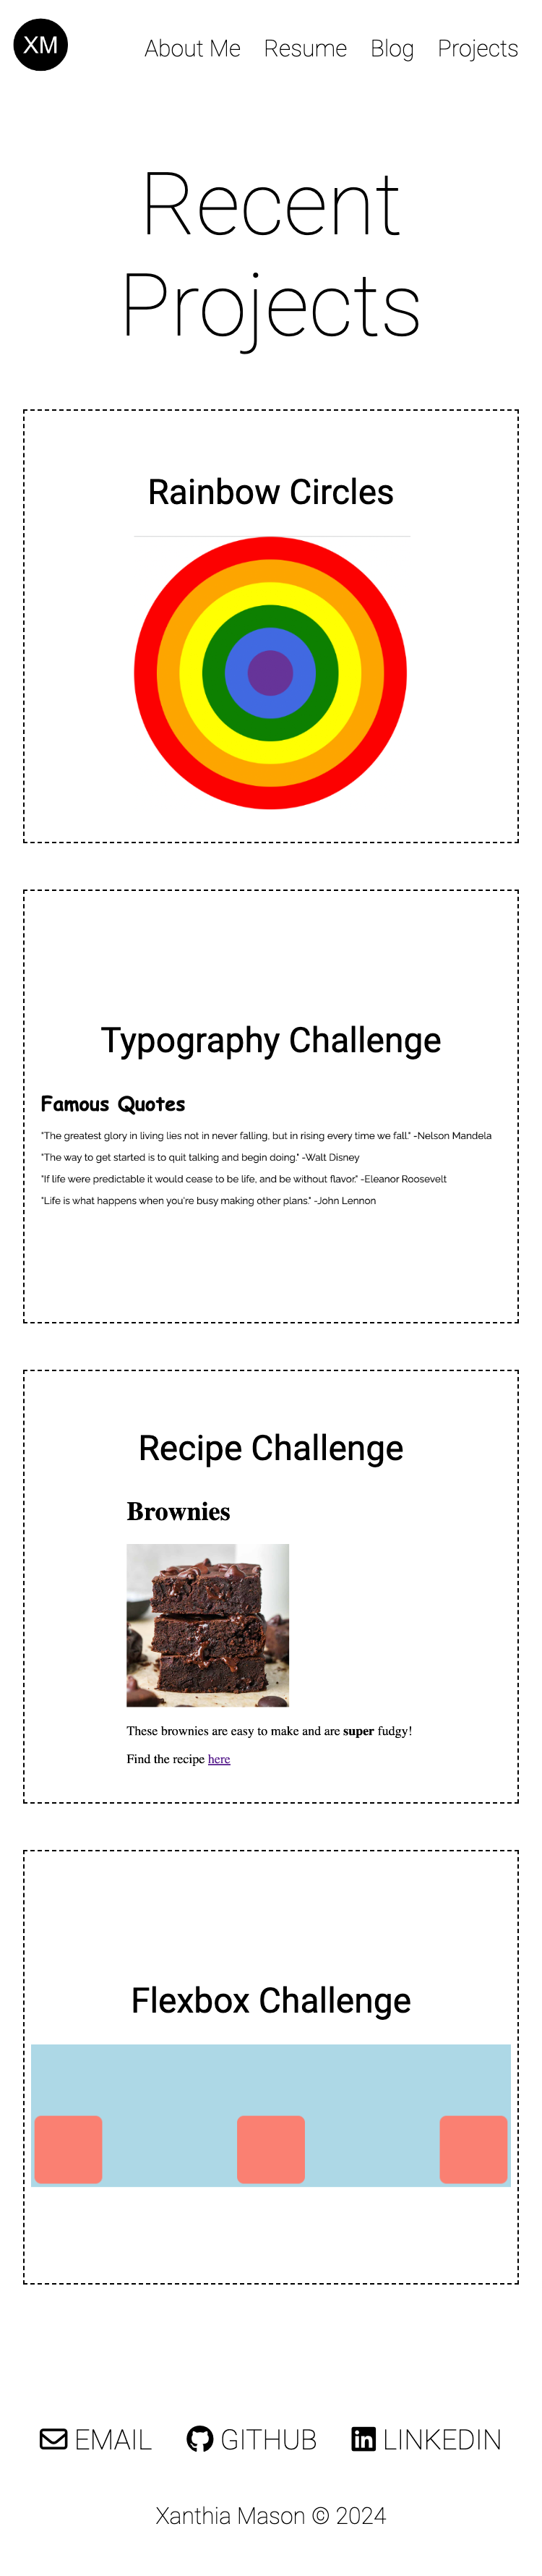 XM
About Me Resume Blog Projects
Recent
Projects
Rainbow Circles
Typography Challenge
Famous Quotes
"The greatest glory in living lies not in never falling, but in rising every time we fall." -Nelson Mandela
"The way to get started is to quit talking and begin doing." -Walt Disney
"If life were predictable it would cease to be life, and be without flavor." -Eleanor Roosevelt
"Life is what happens when you're busy making other plans." -John Lennon
Recipe Challenge
Brownies
These brownies are easy to make and are super fudgy!
Find the recipe here
Flexbox Challenge
EMAIL GITHUB LINKEDIN
Xanthia Mason © 2024